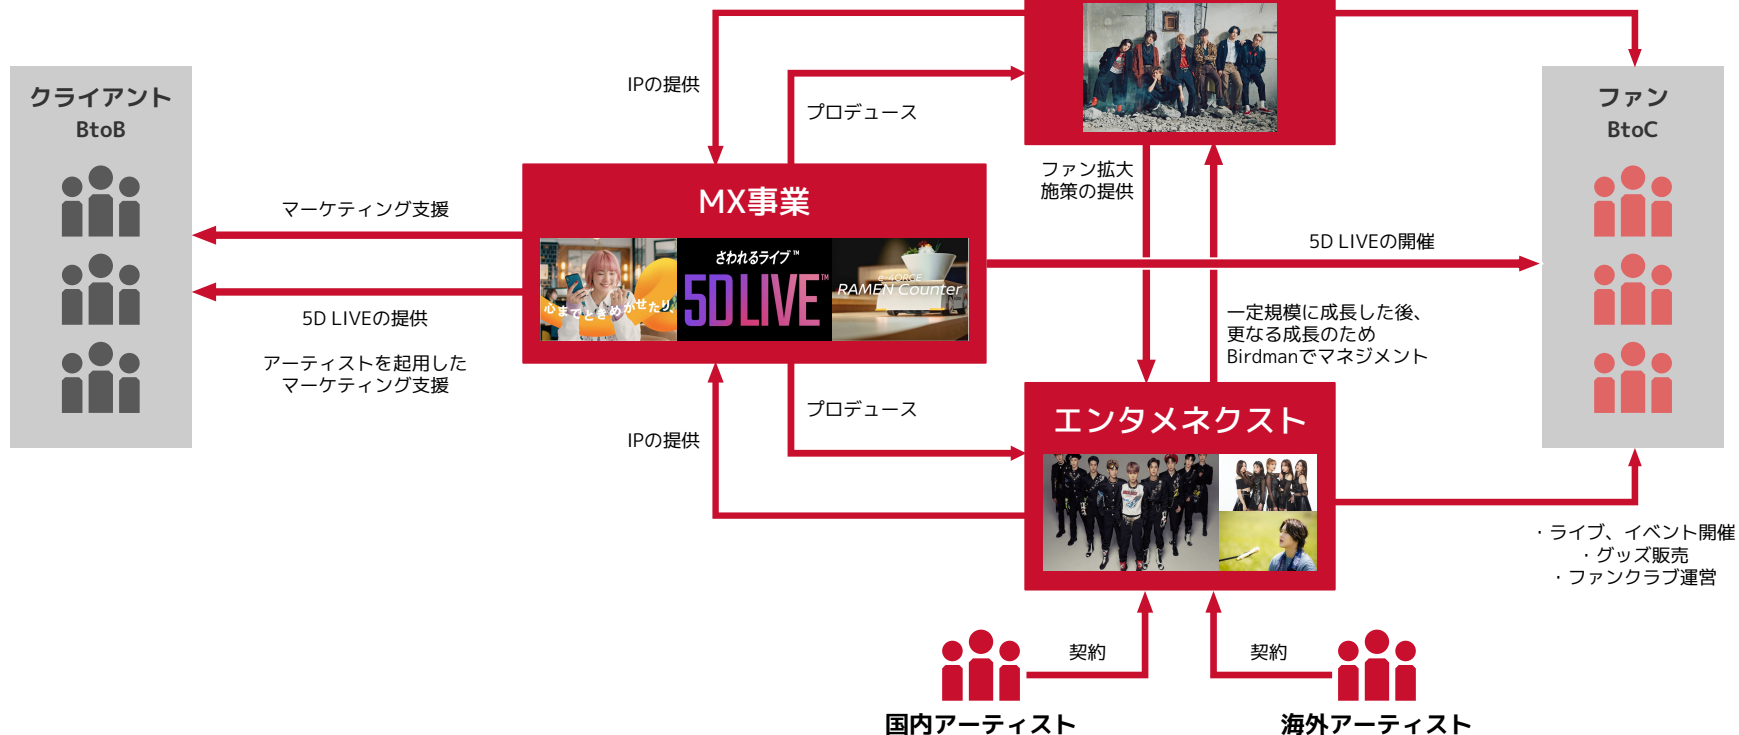 クライアント
BtoB
IPの提供
プロデュース
ファン
BtoC
ファン拡大
施策の提供
マーケティング支援
MX事業
心までときめかせたり、
さわれるライブ™
5D LIVE™
e-4ORCE
RAMEN Counter
5D LIVEの開催
5D LIVEの提供
アーティストを起用した
マーケティング支援
一定規模に成長した後、
更なる成長のため
Birdmanでマネジメント
プロデュース
IPの提供
エンタメネクスト
・ライブ、イベント開催
・グッズ販売
・ファンクラブ運営
契約
契約
国内アーティスト
海外アーティスト